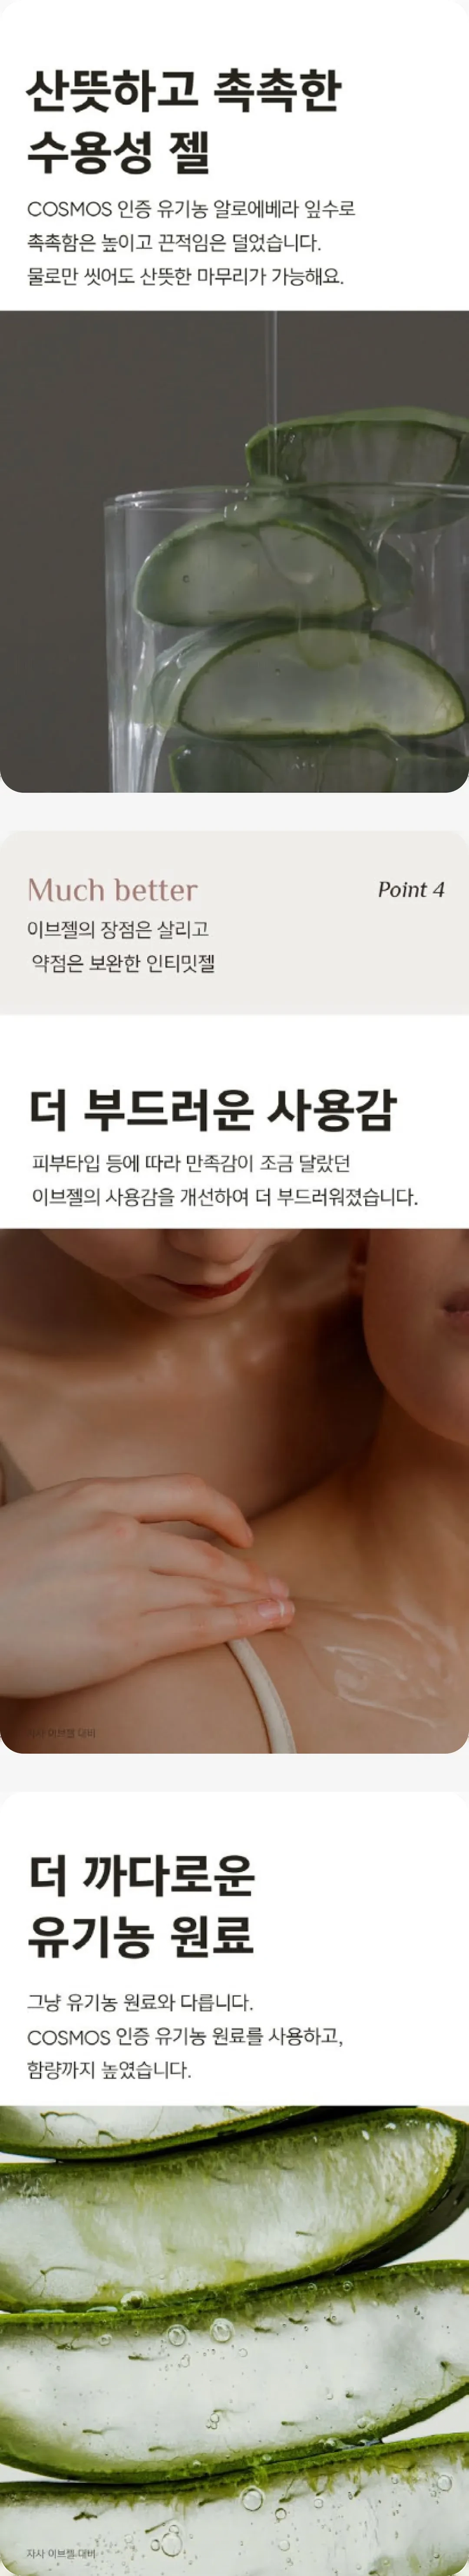 산뜻하고 촉촉한
수용성 젤
COSMOS 인증 유기농 알로에베라 잎수로
촉촉함은 높이고 끈적임은 덜었습니다.
물로만 씻어도 산뜻한 마무리가 가능해요.
Much better
Point 4
이브젤의 장점은 살리고
약점은 보완한 인티밋젤
더 부드러운 사용감
피부타입 등에 따라 만족감이 조금 달랐던
이브젤의 사용감을 개선하여 더 부드러워졌습니다.
자사 이브젤 대비
더 까다로운
유기농 원료
그냥 유기농 원료와 다릅니다.
COSMOS 인증 유기농 원료를 사용하고,
함량까지 높였습니다.
자사 이브젤 대비